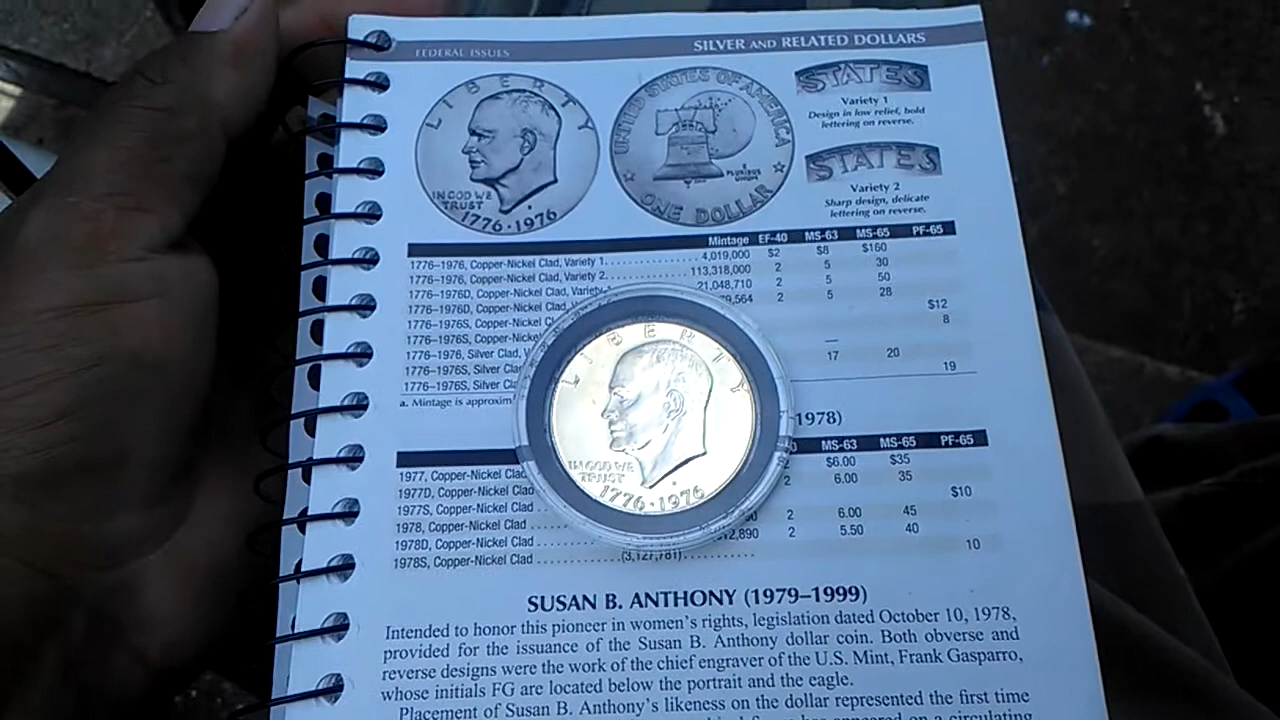 FEDERAL ISSUES
SILVER AND RELATED DOLLARS
LIBERTY
IN GOD WE
TRUST
1776·1976
UNITED STATES OF AMERICA
E
PLURIBUS
UNUM
ONE DOLLAR
STATES
Variety 1
Design in low relief, bold
lettering on reverse.
STATES
Variety 2
Sharp design, delicate
lettering on reverse.
Mintage EF-40 MS-63 MS-65 PF-65
1776–1976, Copper-Nickel Clad, Variety 1 4,019,000 $2 $8 $160
1776–1976, Copper-Nickel Clad, Variety 2 113,318,000 2 5 30
1776–1976D, Copper-Nickel Clad, Variety 21,048,710 2 5 50
1776–1976D, Copper-Nickel Clad, 2 5 28
1776–1976S, Copper-Nickel $12
1776–1976S, Copper-Nickel 8
1776–1976, Silver Clad, —
1776–1976S, Silver 17 20
1776–1976S, Silver 19
a. Mintage is
1978)
MS-63 MS-65 PF-65
1977, Copper-Nickel $6.00 $35
1977D, Copper-Nickel Clad 2 6.00 35
1977S, Copper-Nickel Clad $10
1978, Copper-Nickel Clad 2 6.00 45
1978D, Copper-Nickel Clad 2 5.50 40
1978S, Copper-Nickel Clad (3,127,781) 10
LIBERTY
IN GOD WE
TRUST
1776·1976
SUSAN B. ANTHONY (1979–1999)
Intended to honor this pioneer in women's rights, legislation dated October 10, 1978,
provided for the issuance of the Susan B. Anthony dollar coin. Both obverse and
reverse designs were the work of the chief engraver of the U.S. Mint, Frank Gasparro,
whose initials FG are located below the portrait and the eagle.
Placement of Susan B. Anthony's likeness on the dollar represented the first time